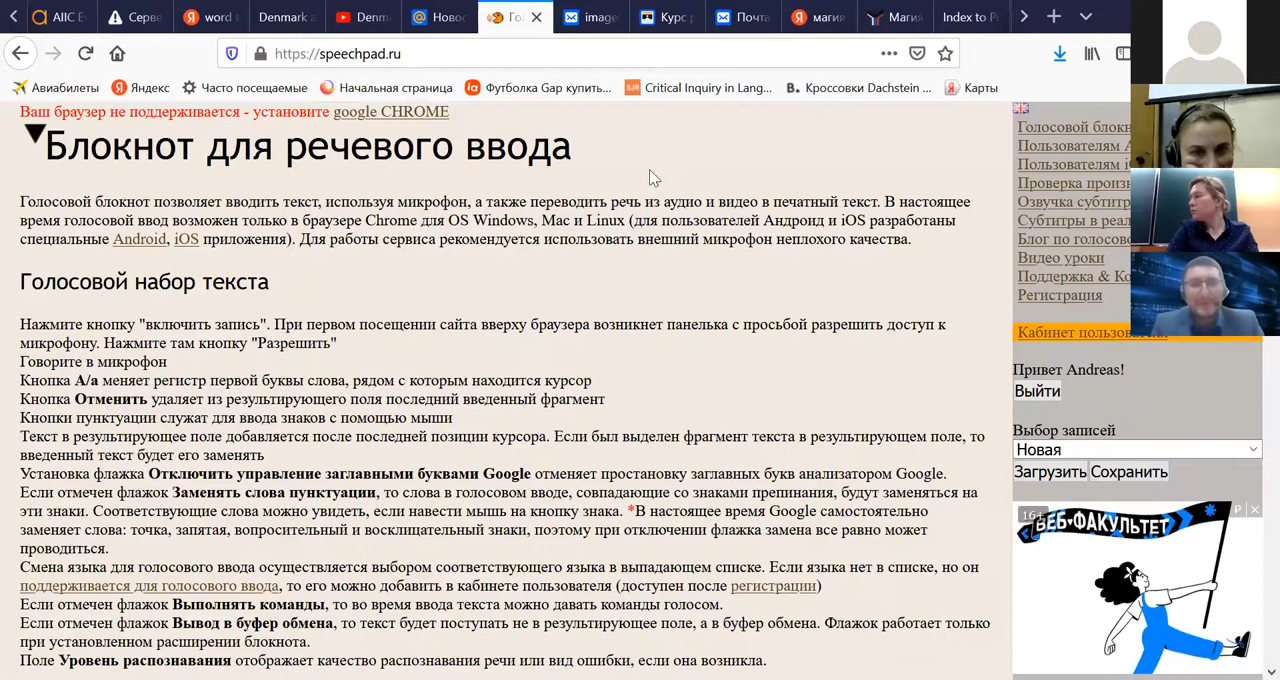 AIIC E
Серве
word t
Denmark a
Denm
Новос
Го
image
Курс р
Почта
магия
Магия
Index to P
https://speechpad.ru
Авиабилеты
Яндекс
Часто посещаемые
Начальная страница
Футболка Gap купить...
Critical Inquiry in Lang...
Кроссовки Dachstein ...
Карты
Ваш браузер не поддерживается - установите google CHROME
Блокнот для речевого ввода
Голосовой блокнот позволяет вводить текст, используя микрофон, а также переводить речь из аудио и видео в печатный текст. В настоящее
время голосовой ввод возможен только в браузере Chrome для OS Windows, Mac и Linux (для пользователей Андроид и iOS разработаны
специальные Android, iOS приложения). Для работы сервиса рекомендуется использовать внешний микрофон неплохого качества.
Голосовой набор текста
Нажмите кнопку "включить запись". При первом посещении сайта вверху браузера возникнет панелька с просьбой разрешить доступ к
микрофону. Нажмите там кнопку "Разрешить"
Говорите в микрофон
Кнопка A/a меняет регистр первой буквы слова, рядом с которым находится курсор
Кнопка Отменить удаляет из результирующего поля последний введенный фрагмент
Кнопки пунктуации служат для ввода знаков с помощью мыши
Текст в результирующее поле добавляется после последней позиции курсора. Если был выделен фрагмент текста в результирующем поле, то
введенный текст будет его заменять
Установка флажка Отключить управление заглавными буквами Google отменяет простановку заглавных букв анализатором Google.
Если отмечен флажок Заменять слова пунктуации, то слова в голосовом вводе, совпадающие со знаками препинания, будут заменяться на
эти знаки. Соответствующие слова можно увидеть, если навести мышь на кнопку знака. *В настоящее время Google самостоятельно
заменяет слова: точка, запятая, вопросительный и восклицательный знаки, поэтому при отключении флажка замена все равно может
проводиться.
Смена языка для голосового ввода осуществляется выбором соответствующего языка в выпадающем списке. Если языка нет в списке, но он
поддерживается для голосового ввода, то его можно добавить в кабинете пользователя (доступен после регистрации)
Если отмечен флажок Выполнять команды, то во время ввода текста можно давать команды голосом.
Если отмечен флажок Вывод в буфер обмена, то текст будет поступать не в результирующее поле, а в буфер обмена. Флажок работает только
при установленном расширении блокнота.
Поле Уровень распознавания отображает качество распознавания речи или вид ошибки, если она возникла.
Голосовой блокн
Пользователям A
Пользователям i
Проверка произн
Озвучка субтитр
Субтитры в реал
Блог по голосово
Видео уроки
Поддержка & Ко
Регистрация
Кабинет пользователя
Привет Andreas!
Выйти
Выбор записей
Новая
Загрузить Сохранить
16+
ВЕБ-ФАКУЛЬТЕТ